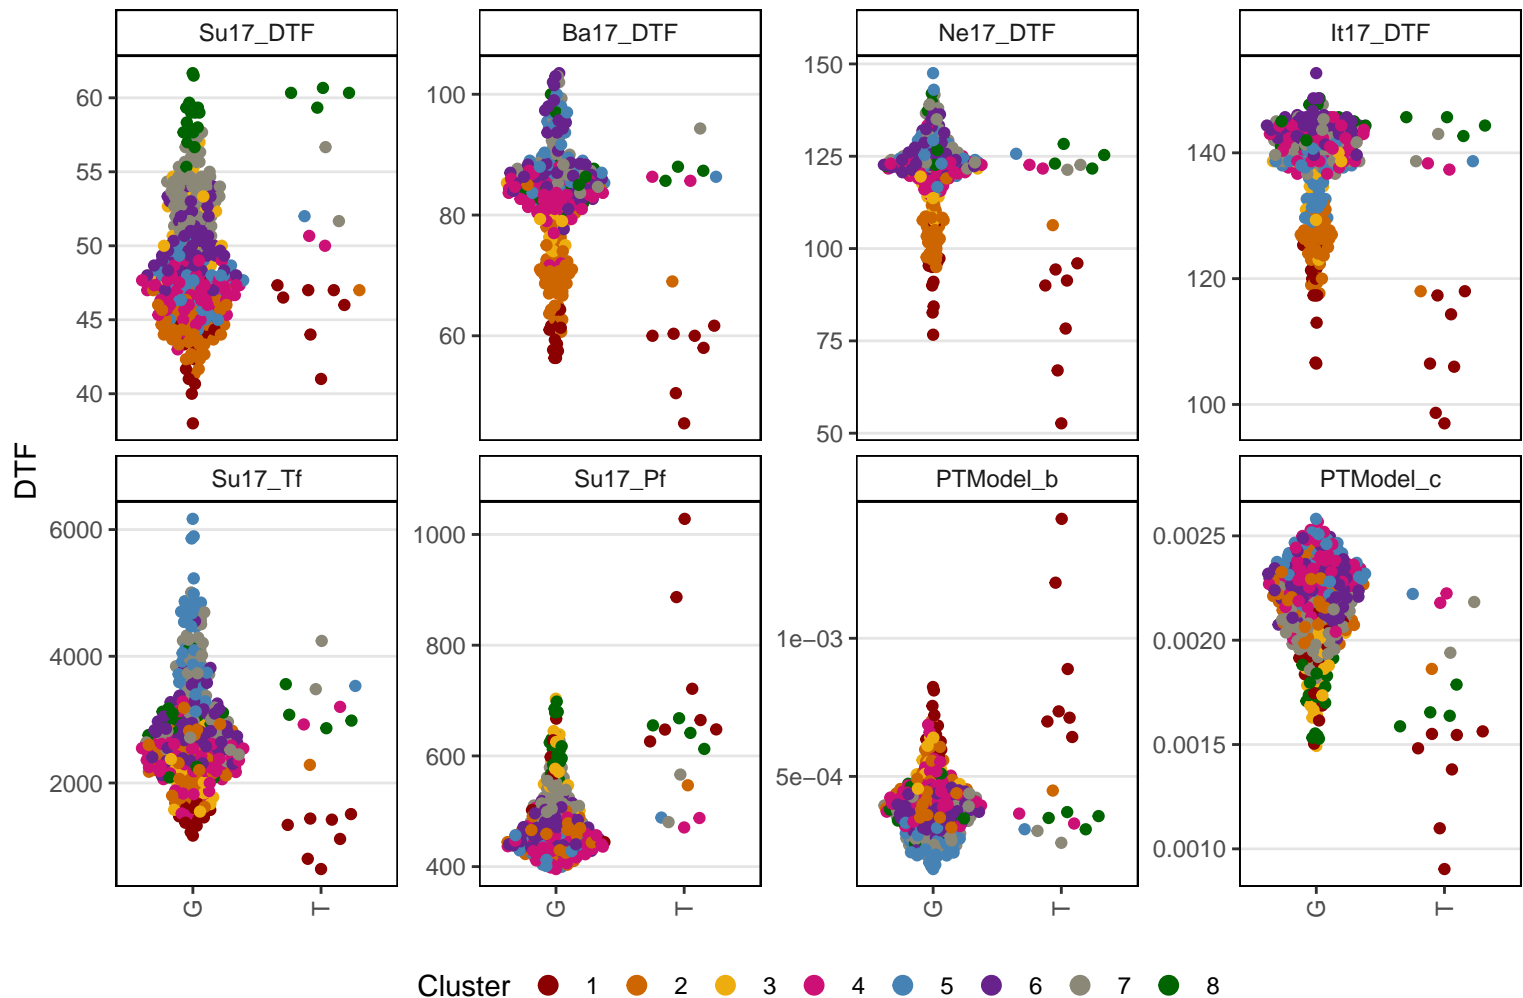 Su17_DTF
Ba17_DTF
Ne17_DTF
It17_DTF
60
55
50
45
40
100
80
60
150
125
100
75
50
140
120
100
DTF
Su17_Tf
Su17_Pf
PTModel_b
PTModel_c
6000
4000
2000
1000
800
600
400
1e−03
5e−04
0.0025
0.0020
0.0015
0.0010
G T G T G T G T
Cluster 1 2 3 4 5 6 7 8